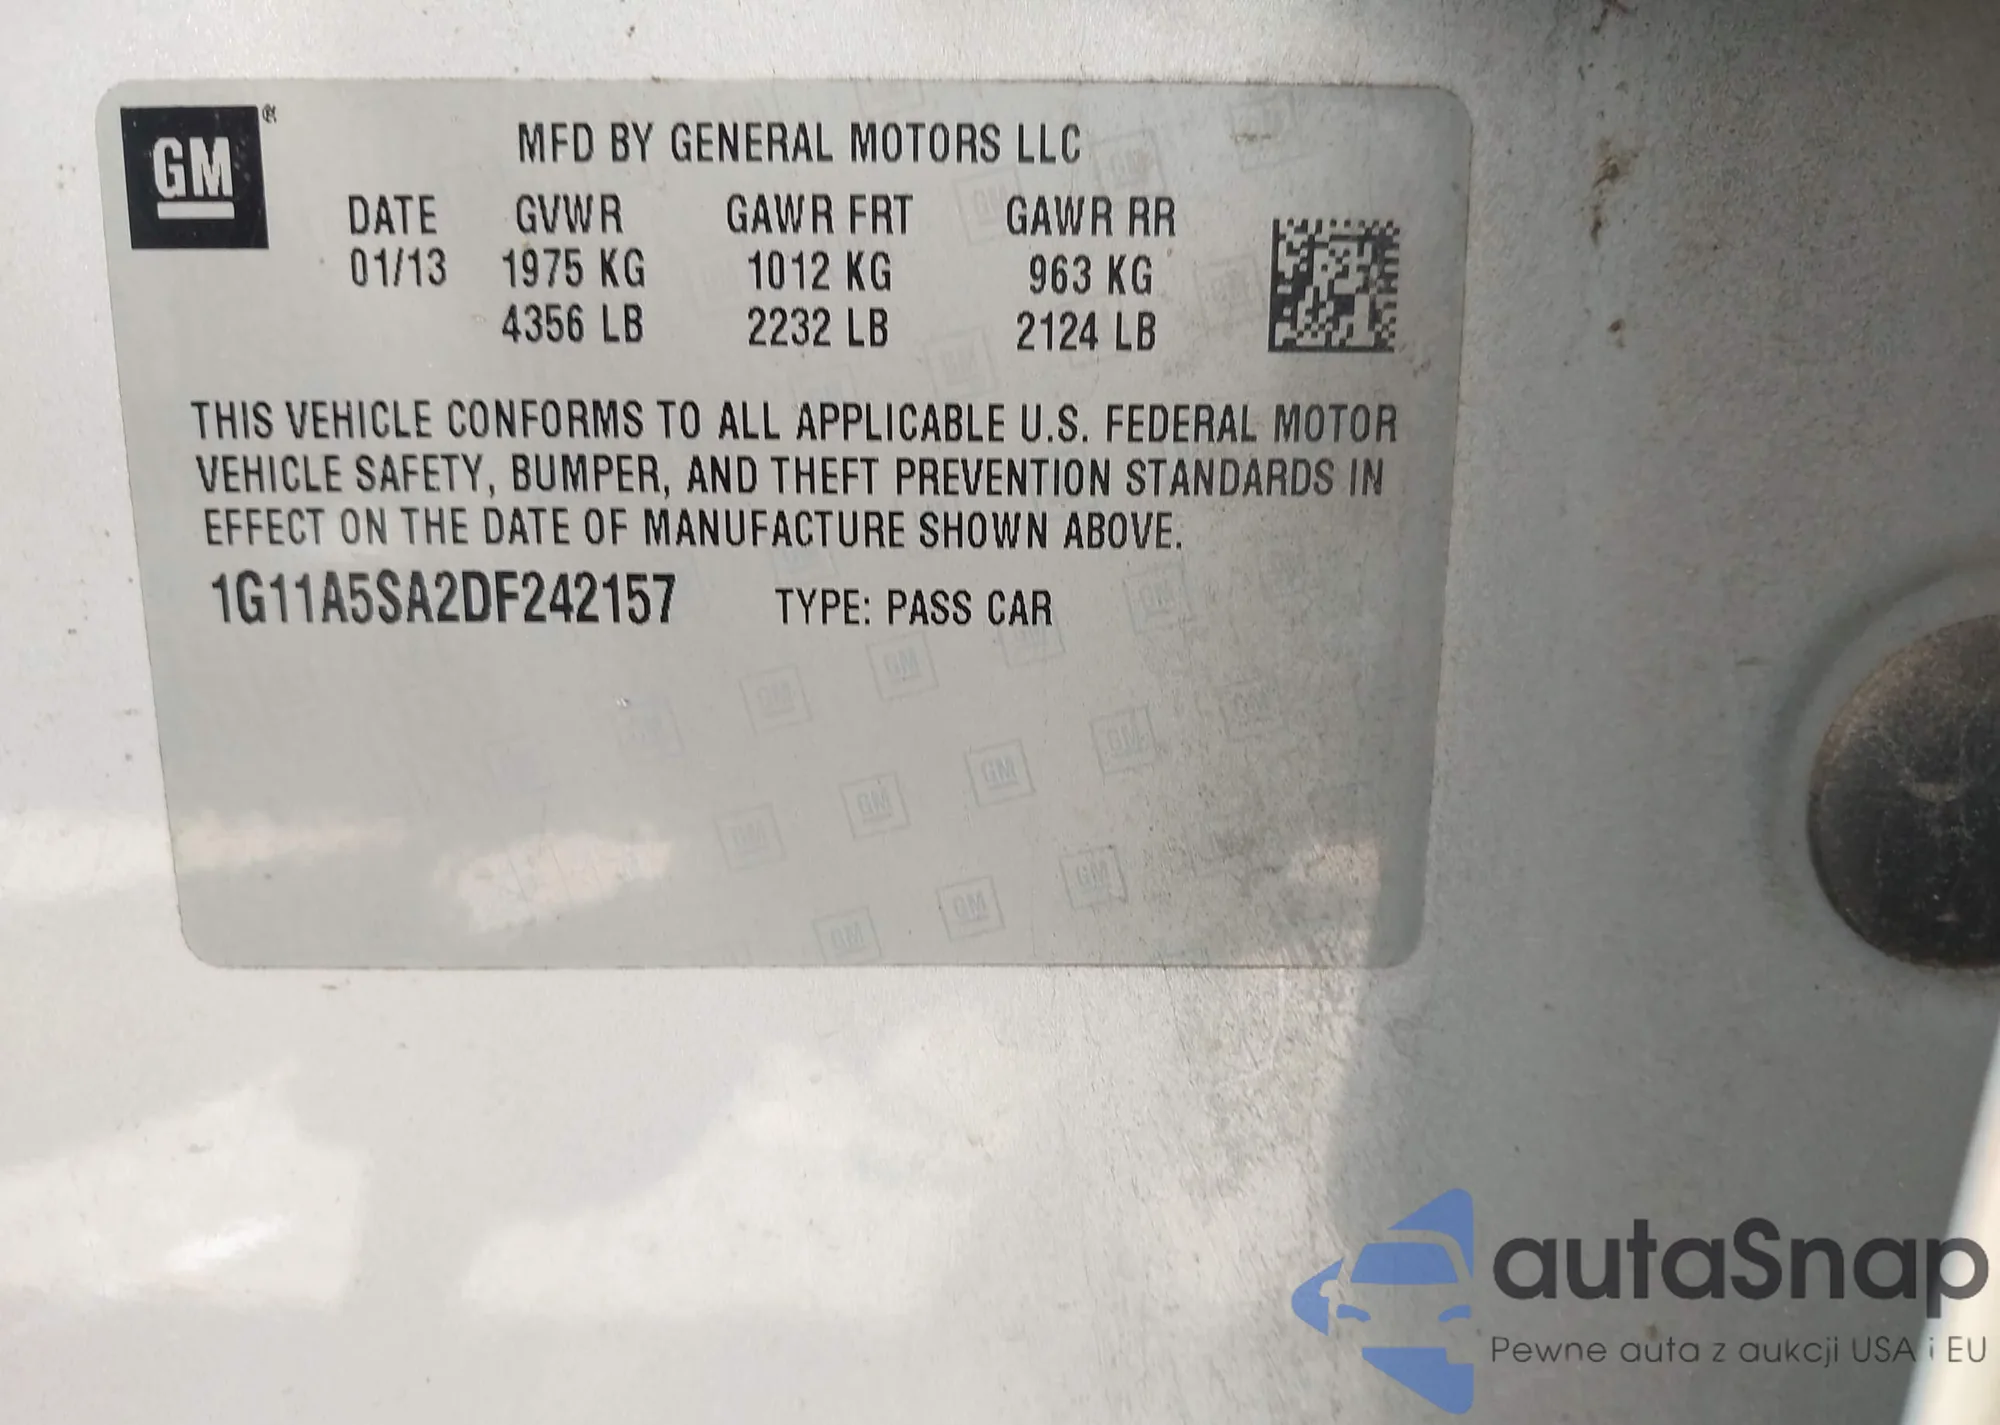 GM®
MFD BY GENERAL MOTORS LLC
DATE GVWR GAWR FRT GAWR RR
01/13 1975 KG 1012 KG 963 KG
4356 LB 2232 LB 2124 LB
THIS VEHICLE CONFORMS TO ALL APPLICABLE U.S. FEDERAL MOTOR
VEHICLE SAFETY, BUMPER, AND THEFT PREVENTION STANDARDS IN
EFFECT ON THE DATE OF MANUFACTURE SHOWN ABOVE.
1G11A5SA2DF242157 TYPE: PASS CAR
autaSnap
Pewne auta z aukcji USA i EU